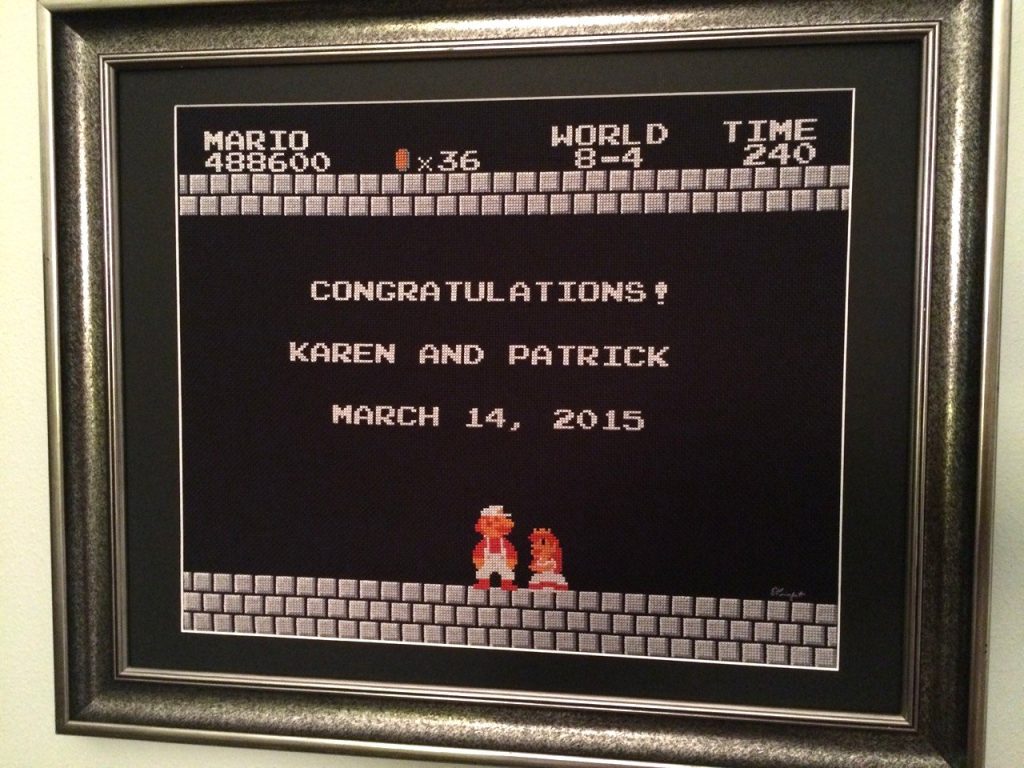 MARIO WORLD TIME
488600 x36 8-4 240
CONGRATULATIONS!
KAREN AND PATRICK
MARCH 14, 2015